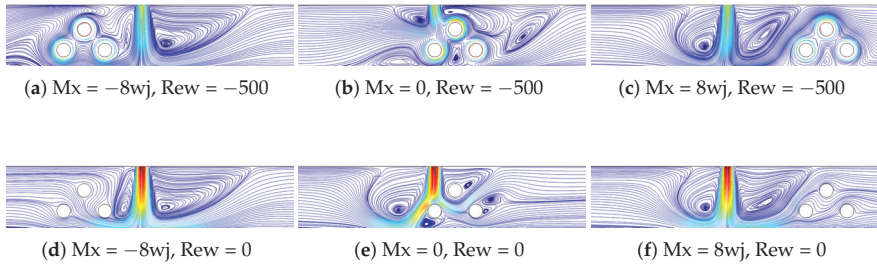 (a) Mx = −8wj, Rew = −500
(b) Mx = 0, Rew = −500
(c) Mx = 8wj, Rew = −500
(d) Mx = −8wj, Rew = 0
(e) Mx = 0, Rew = 0
(f) Mx = 8wj, Rew = 0